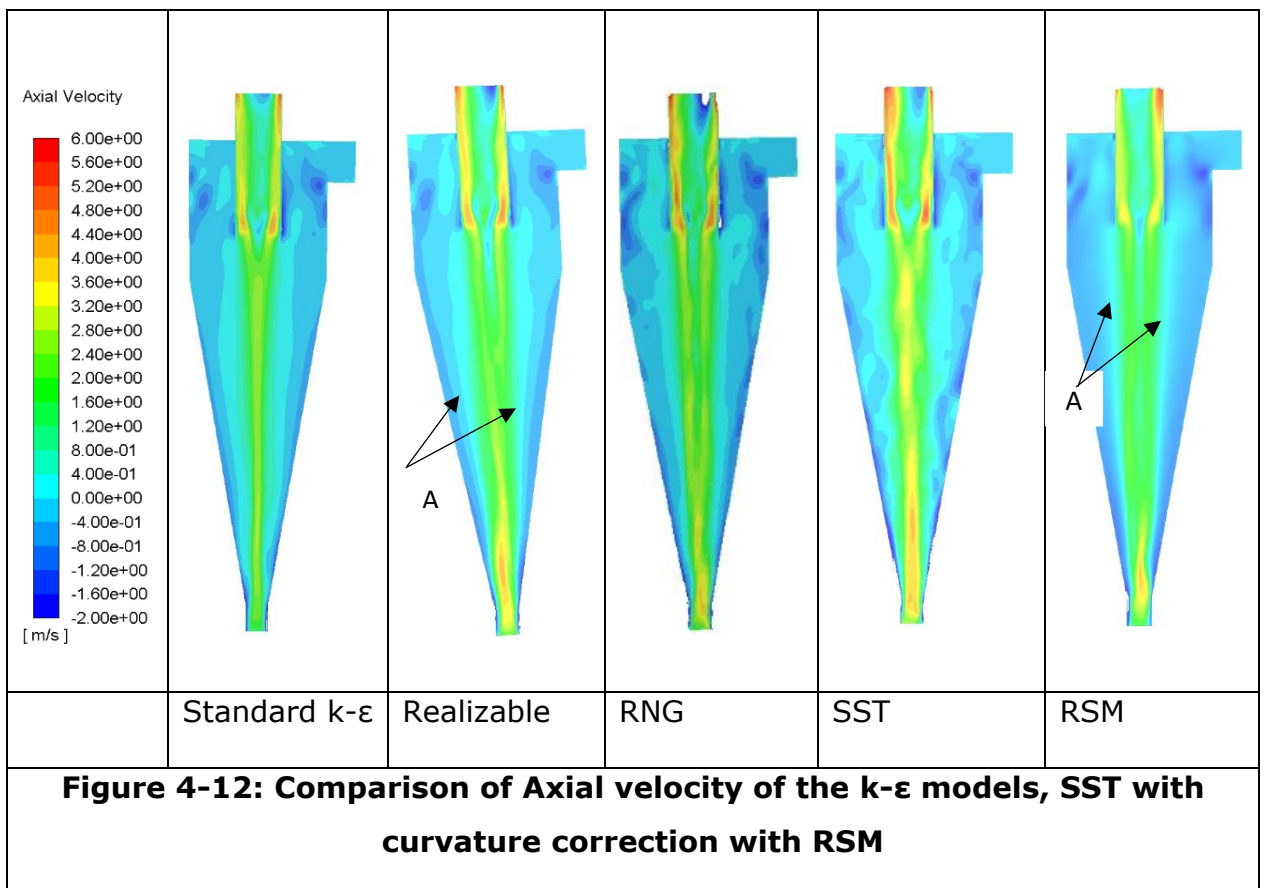 Axial Velocity
6.00e+00
5.60e+00
5.20e+00
4.80e+00
4.40e+00
4.00e+00
3.60e+00
3.20e+00
2.80e+00
2.40e+00
2.00e+00
1.60e+00
1.20e+00
8.00e-01
4.00e-01
0.00e+00
-4.00e-01
-8.00e-01
-1.20e+00
-1.60e+00
-2.00e+00
[ m/s ]
A
A
Standard k-ε
Realizable
RNG
SST
RSM
Figure 4-12: Comparison of Axial velocity of the k-ε models, SST with
curvature correction with RSM